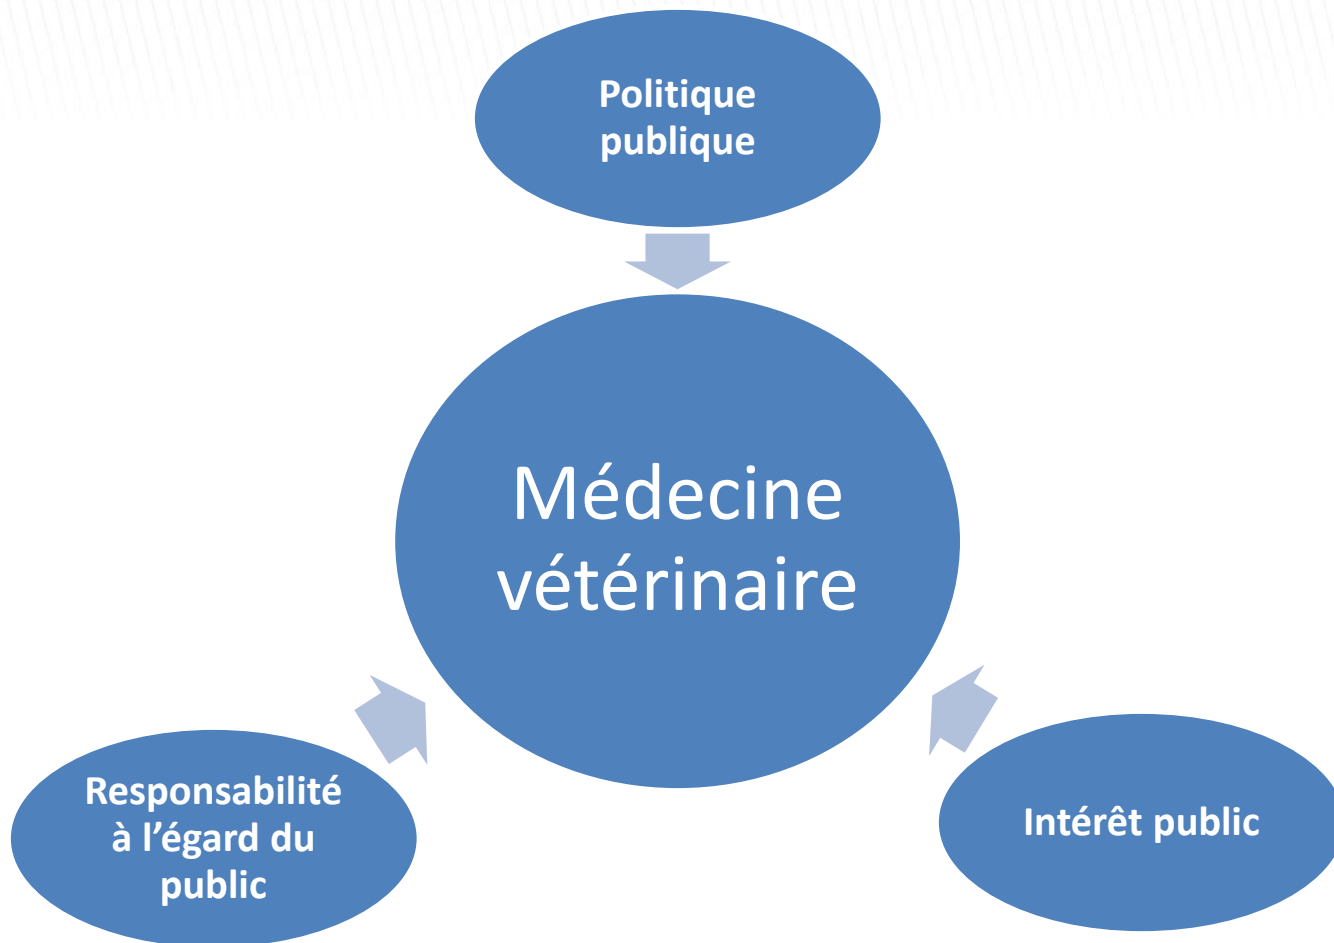 Politique
publique
Médecine
vétérinaire
Responsabilité
à l’égard du
public
Intérêt public